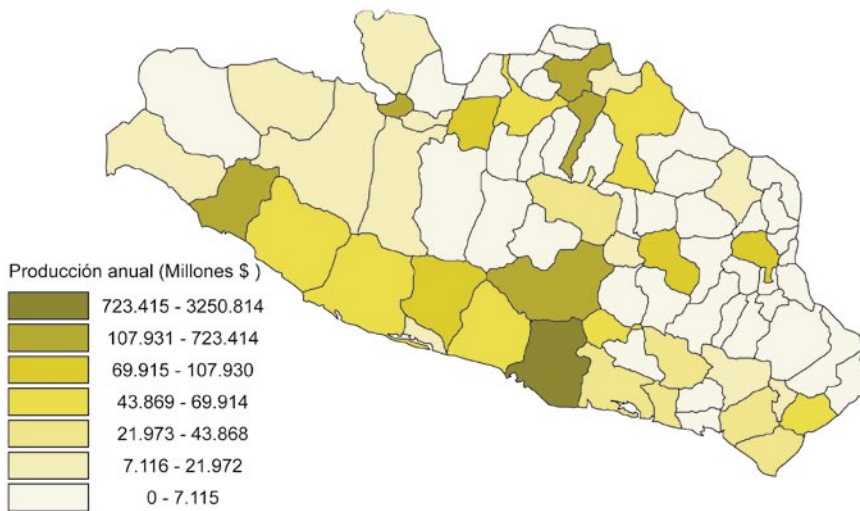 Producción anual (Millones $ )
723.415 - 3250.814
107.931 - 723.414
69.915 - 107.930
43.869 - 69.914
21.973 - 43.868
7.116 - 21.972
0 - 7.115